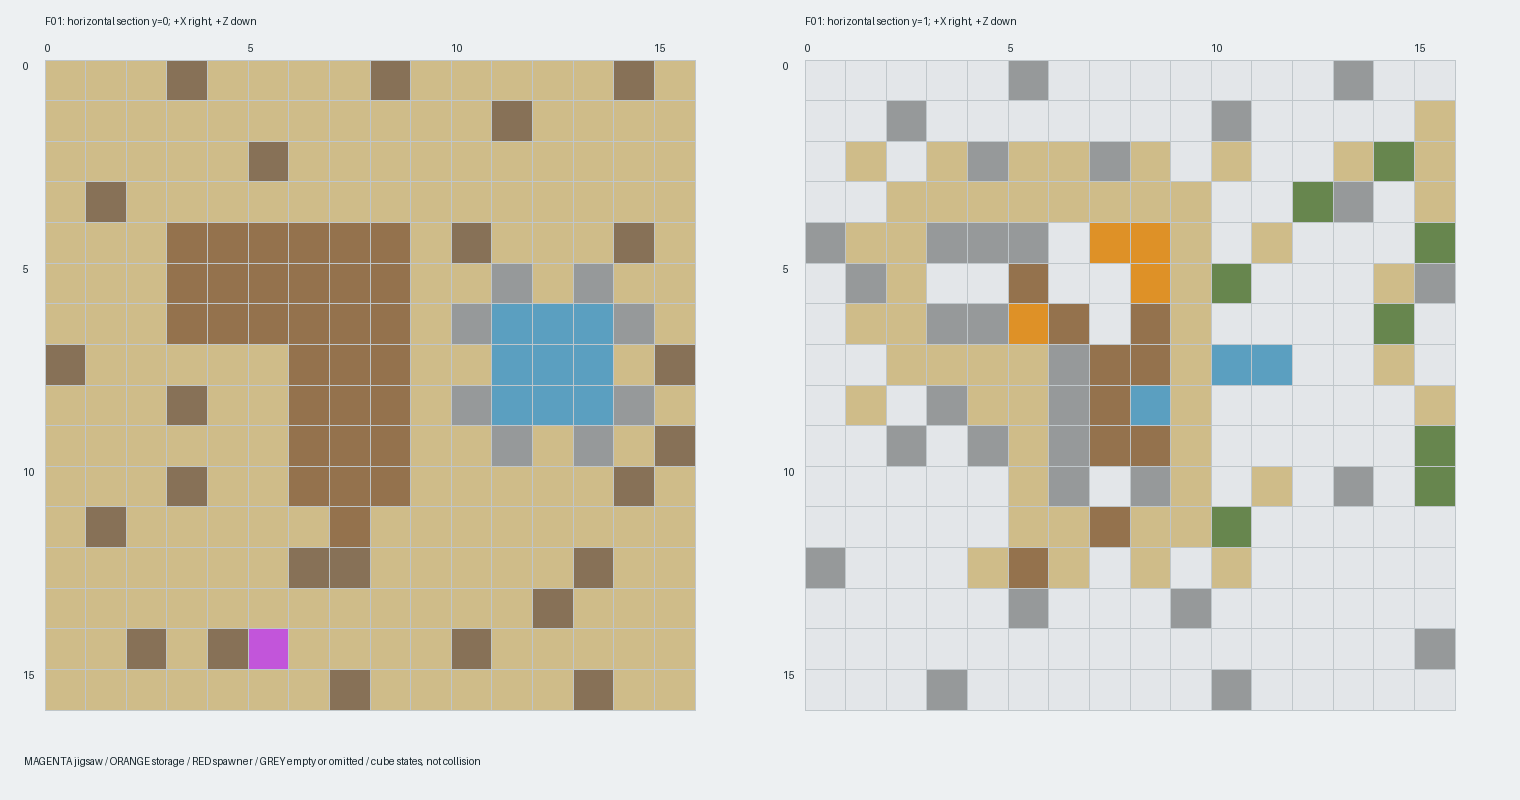 F01: horizontal section y=0; +X right, +Z down
F01: horizontal section y=1; +X right, +Z down
0 5 10 15
0 5 10 15
0
5
10
15
0
5
10
15
MAGENTA jigsaw / ORANGE storage / RED spawner / GREY empty or omitted / cube states, not collision